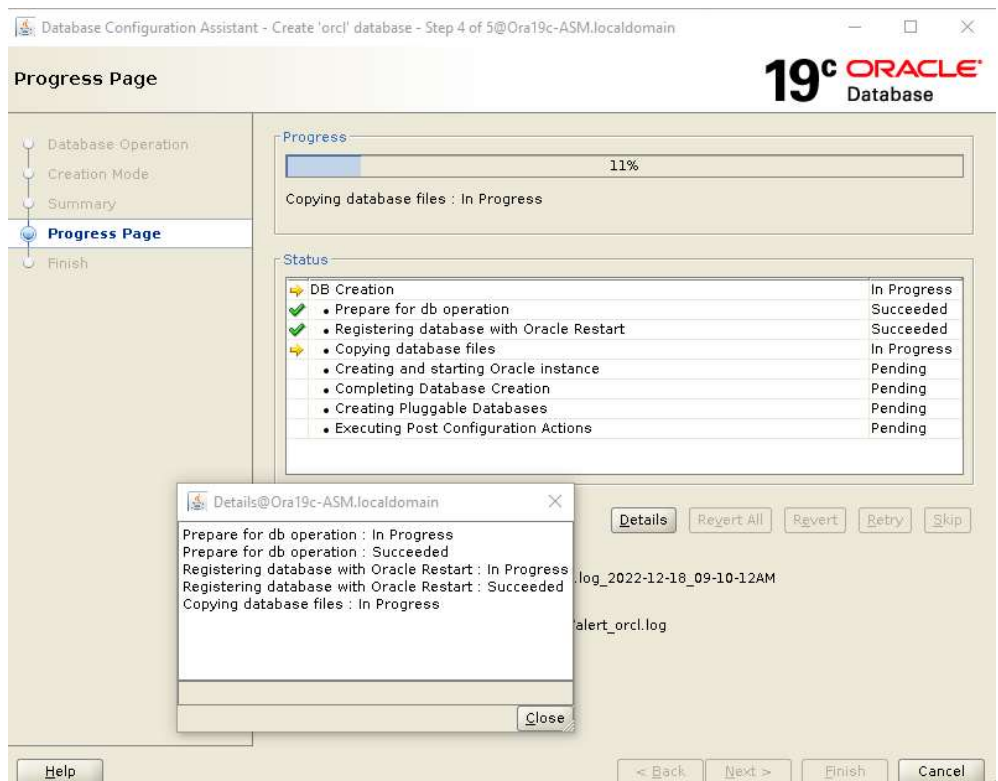 Database Configuration Assistant - Create 'orcl' database - Step 4 of 5@Ora19c-ASM.localdomain
Progress Page
19c ORACLE
Database
Database Operation
Creation Mode
Summary
Progress Page
Finish
Progress
11%
Copying database files : In Progress
Status
DB Creation In Progress
• Prepare for db operation Succeeded
• Registering database with Oracle Restart Succeeded
• Copying database files In Progress
• Creating and starting Oracle instance Pending
• Completing Database Creation Pending
• Creating Pluggable Databases Pending
• Executing Post Configuration Actions Pending
Details@Ora19c-ASM.localdomain
Prepare for db operation : In Progress
Prepare for db operation : Succeeded
Registering database with Oracle Restart : In Progress
Registering database with Oracle Restart : Succeeded
Copying database files : In Progress
Close
Details Revert All Revert Retry Skip
.log_2022-12-18_09-10-12AM
alert_orcl.log
Help < Back Next > Finish Cancel